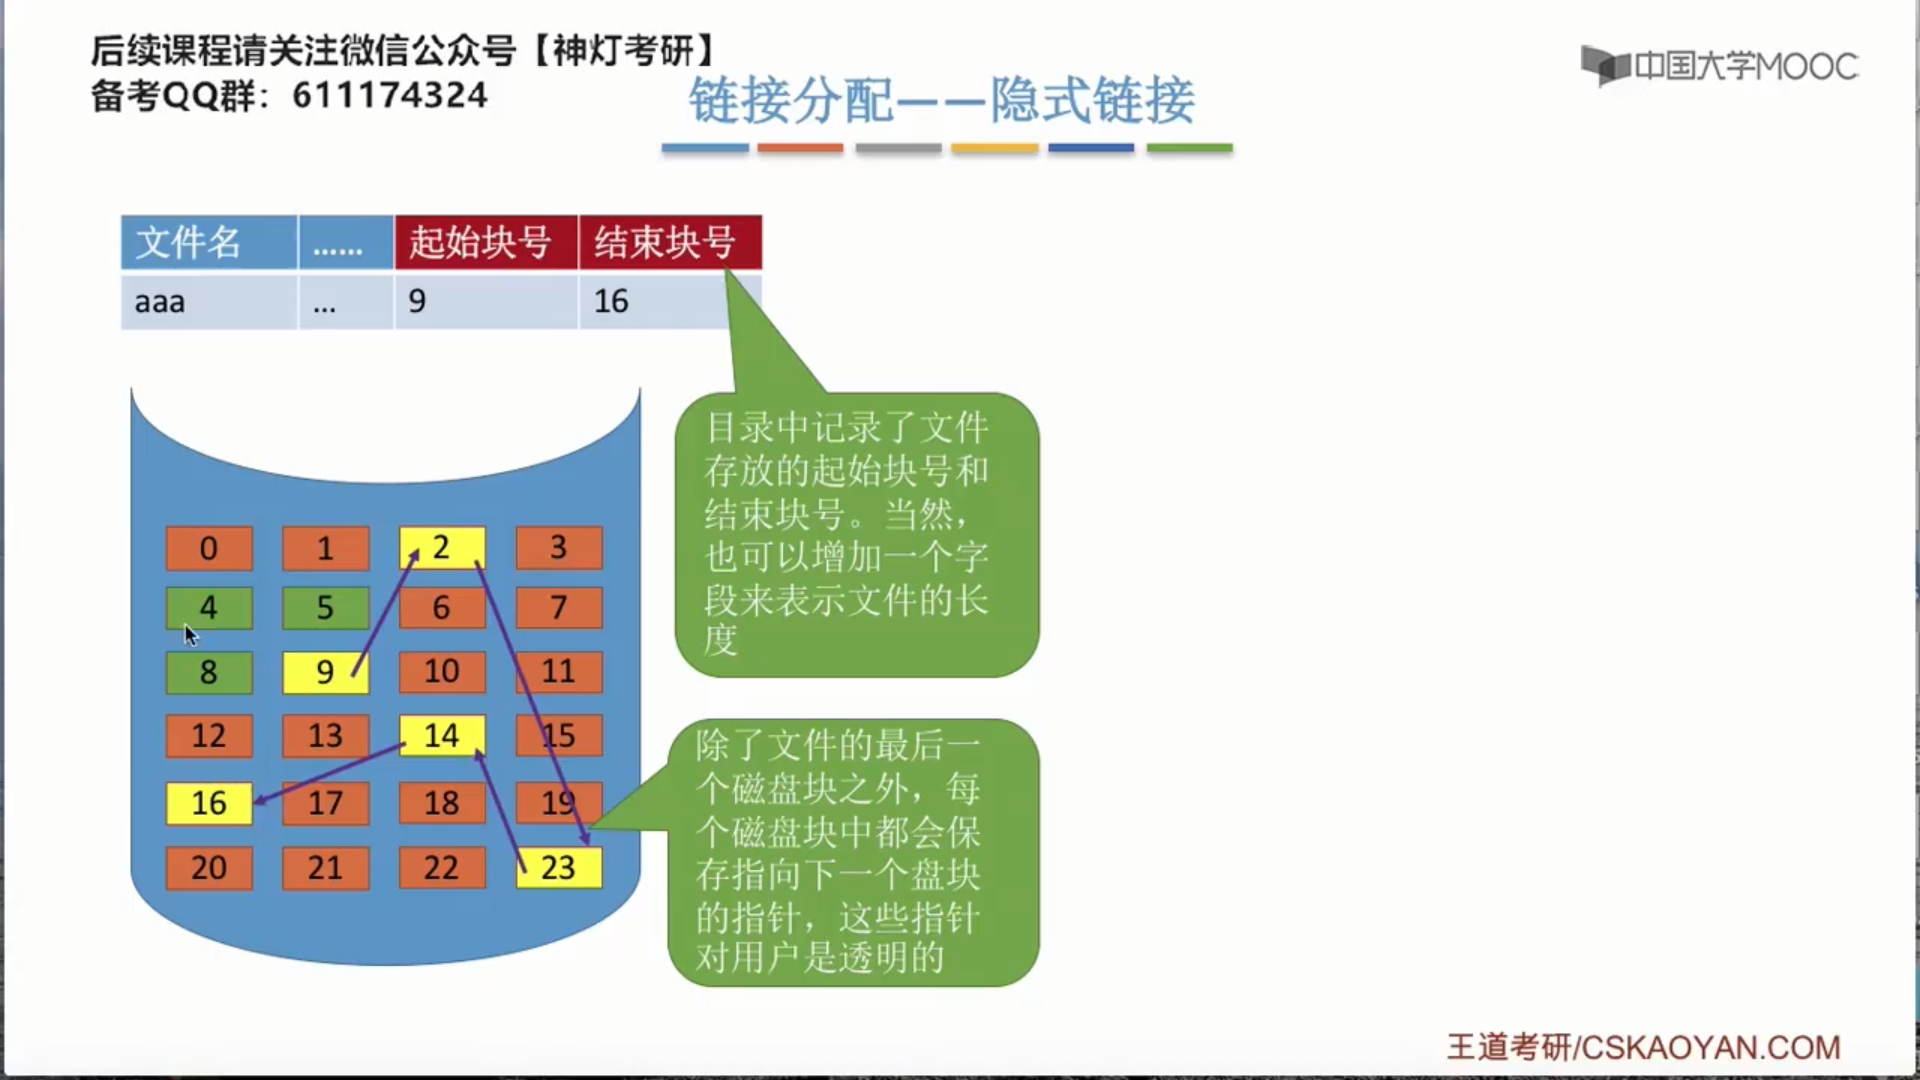 后续课程请关注微信公众号【神灯考研】
备考QQ群：611174324
中国大学MOOC
链接分配——隐式链接
文件名 …… 起始块号 结束块号
aaa ... 9 16
目录中记录了文件
存放的起始块号和
结束块号。当然，
也可以增加一个字
段来表示文件的长
度
0 1 2 3
4 5 6 7
8 9 10 11
12 13 14 15
16 17 18 19
20 21 22 23
除了文件的最后一
个磁盘块之外，每
个磁盘块中都会保
存指向下一个盘块
的指针，这些指针
对用户是透明的
王道考研/CSKAOYAN.COM